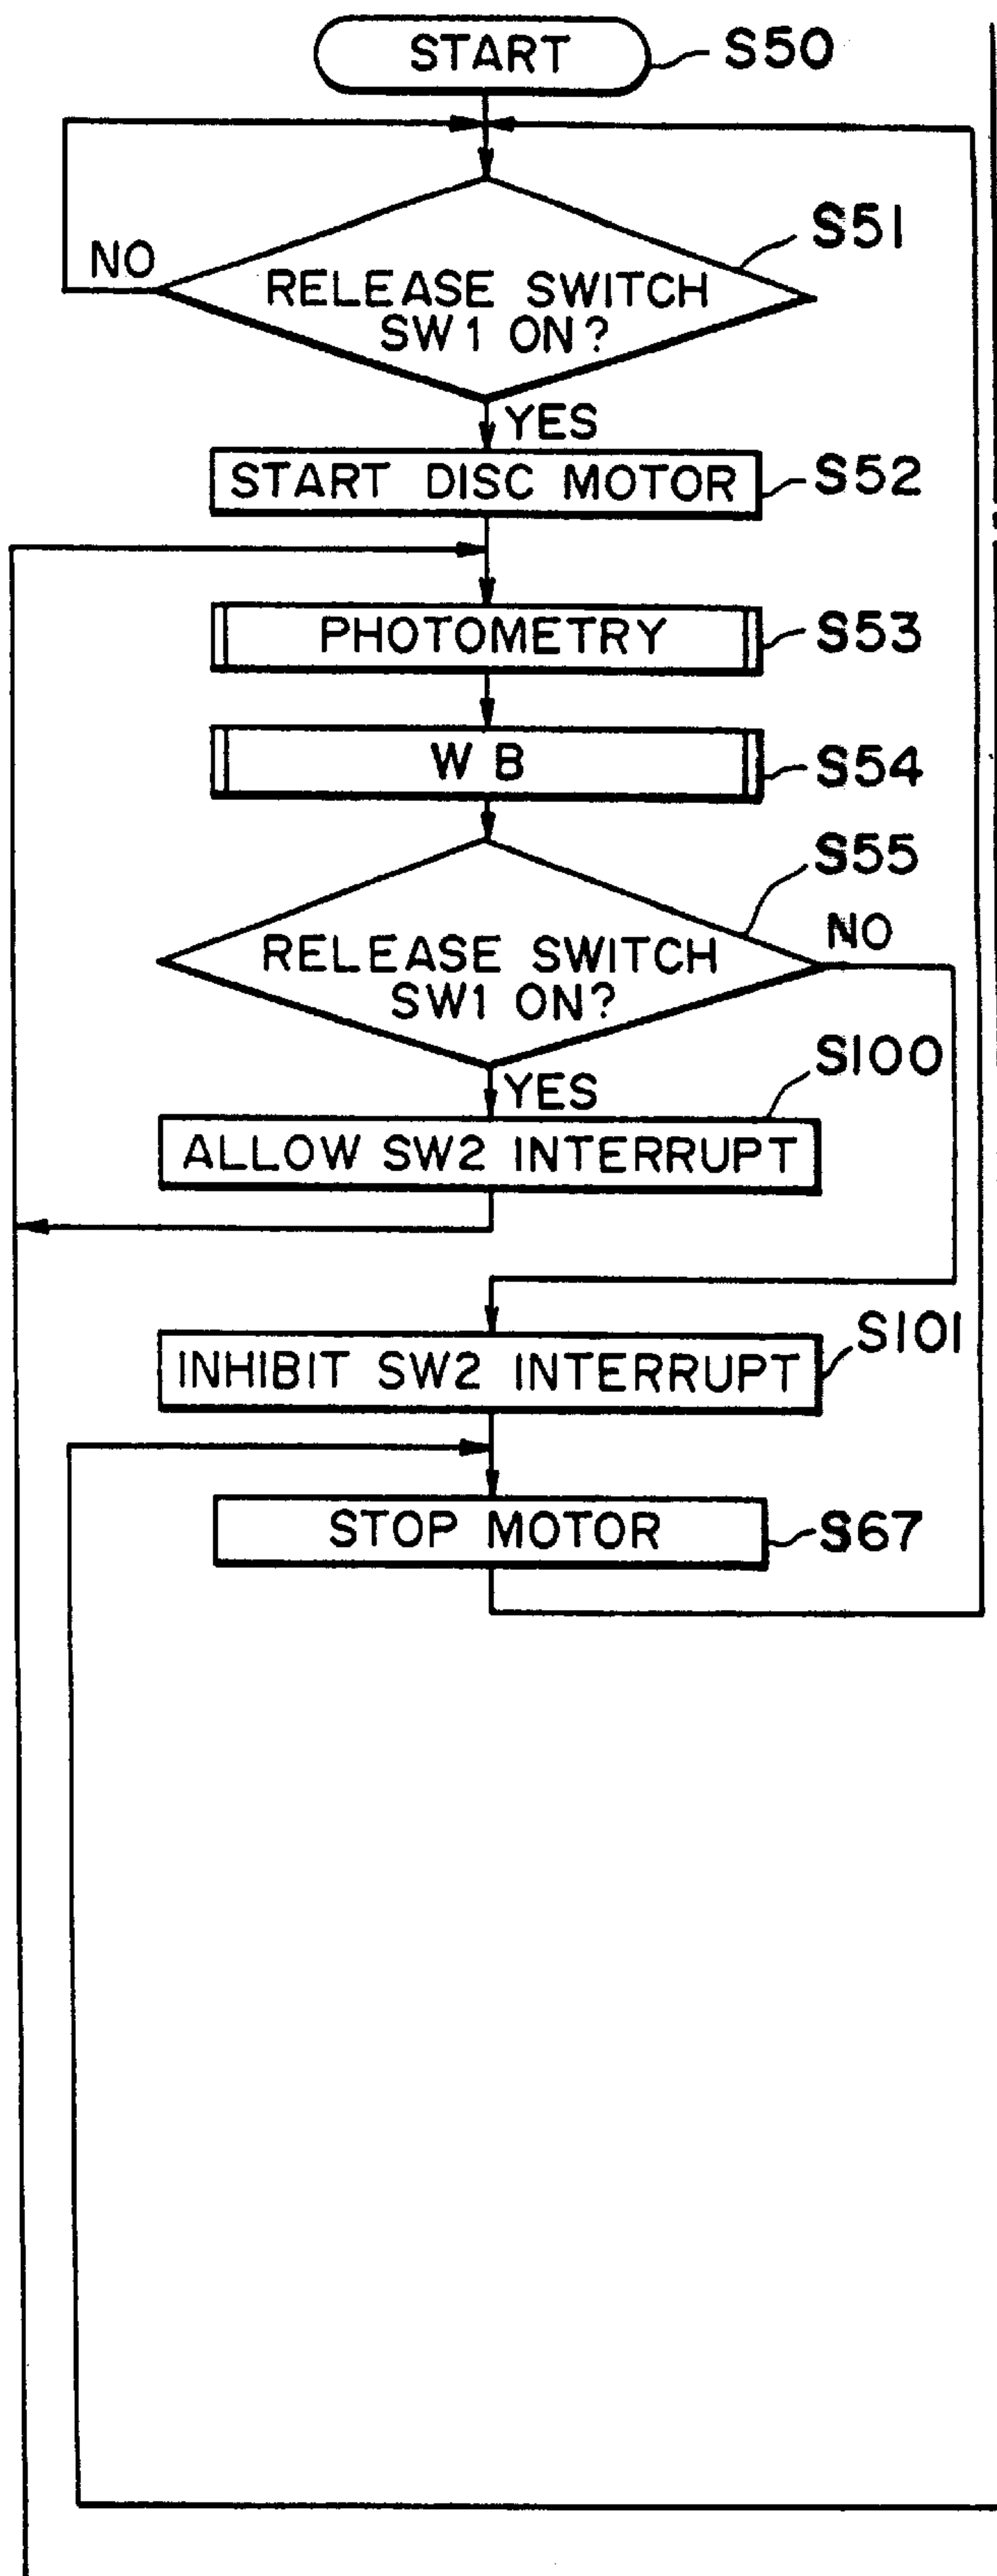 START
S50
S51
NO
RELEASE SWITCH
SW1 ON?
YES
START DISC MOTOR
S52
PHOTOMETRY
S53
WB
S54
S55
NO
RELEASE SWITCH
SW1 ON?
S100
YES
ALLOW SW2 INTERRUPT
S101
INHIBIT SW2 INTERRUPT
STOP MOTOR
S67